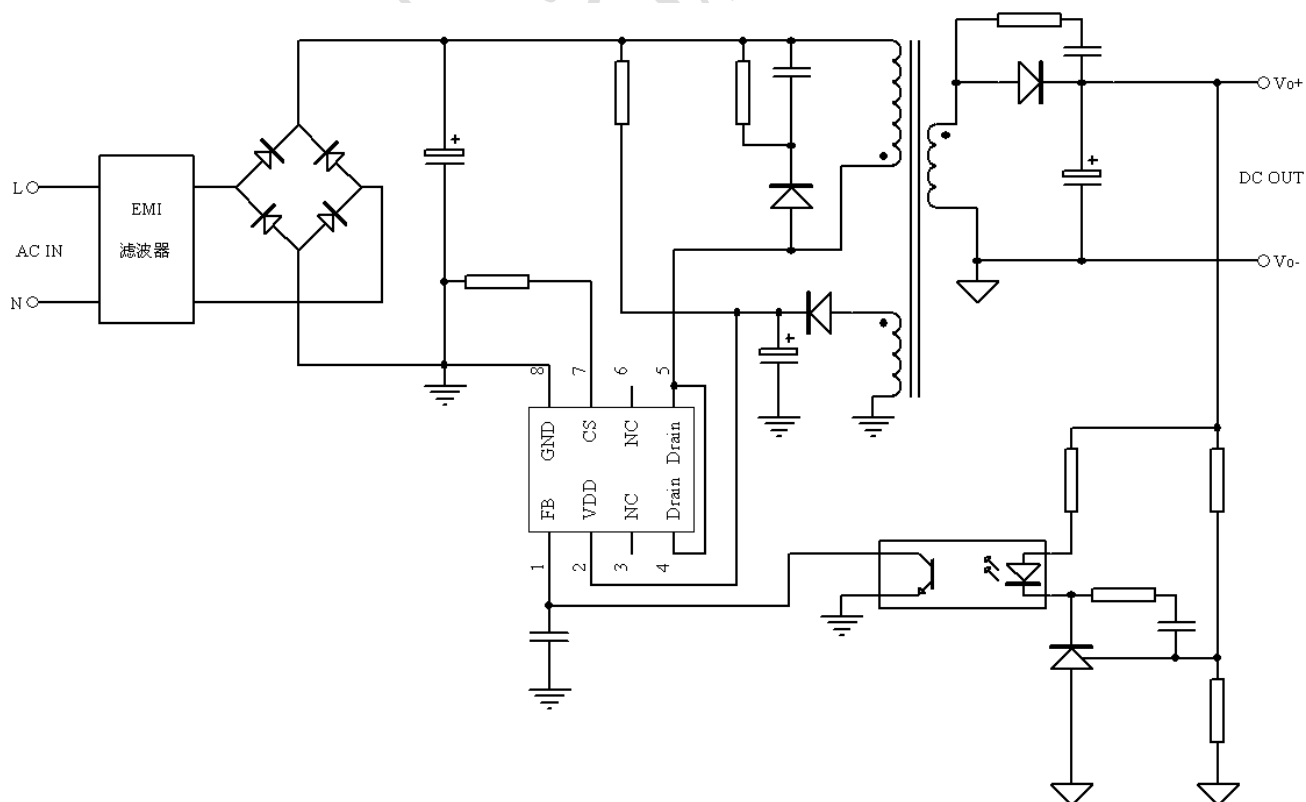 Vo+
L
EMI
AC IN
滤波器
N
DC OUT
Vo-
+
+
+
8
7
6
5
GND
CS
NC
Drain
FB
VDD
NC
Drain
1
2
3
4